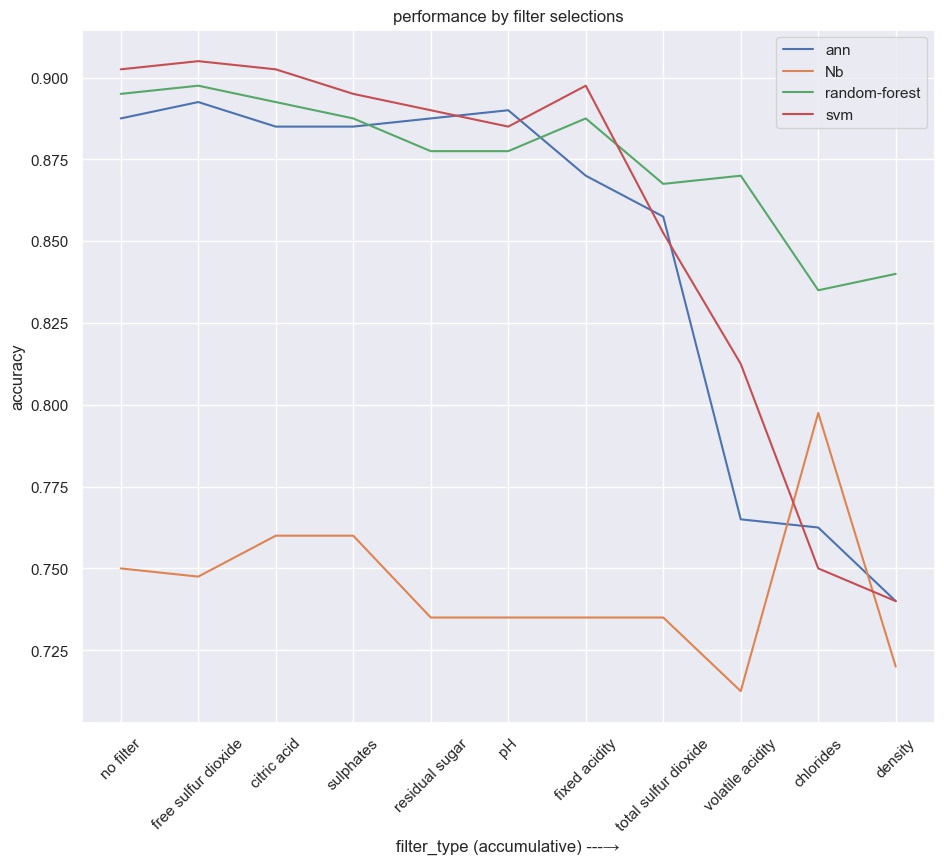 performance by filter selections
ann
Nb
random-forest
svm
0.900
0.875
0.850
0.825
0.800
0.775
0.750
0.725
accuracy
no filter
free sulfur dioxide
citric acid
sulphates
residual sugar
pH
fixed acidity
total sulfur dioxide
volatile acidity
chlorides
density
filter_type (accumulative) ---→